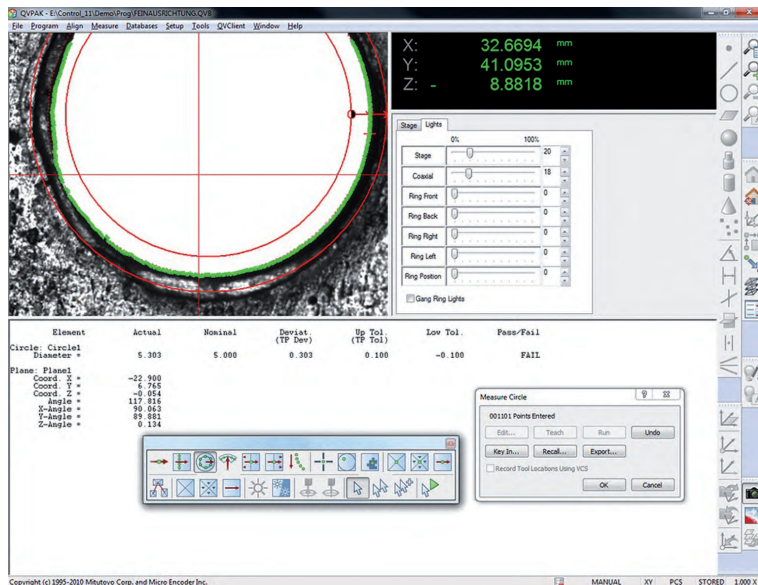 QVPAK - E:\Control_11\Demo\Prog\FEINAUSRICHTUNG.QVB
File Program Align Measure Databases Setup Tools QVClient Window Help
X: 32.6694 mm
Y: 41.0953 mm
Z: - 8.8818 mm
Stage Lights
0% 100%
Stage 20
Coaxial 18
Ring Front 0
Ring Back 0
Ring Right 0
Ring Left 0
Ring Position 0
Gang Ring Lights
Element Actual Nominal Deviat. Up Tol. Low Tol. Pass/Fail
(TP Dev) (TP Tol)
Circle: Circle1
Diameter = 5.303 5.000 0.303 0.100 -0.100 FAIL
Plane: Plane1
Coord. X = -22.900
Coord. Y = 6.765
Coord. Z = -0.054
Angle = 117.816
X-Angle = 90.063
Y-Angle = 89.881
Z-Angle = 0.134
Measure Circle
001101 Points Entered
Edit... Teach Run Undo
Key In... Recall... Export...
Record Tool Locations Using VCS
OK Cancel
Copyright (c) 1995-2010 Mitutoyo Corp. and Micro Encoder Inc. MANUAL XY PCS STORED 1.000 X